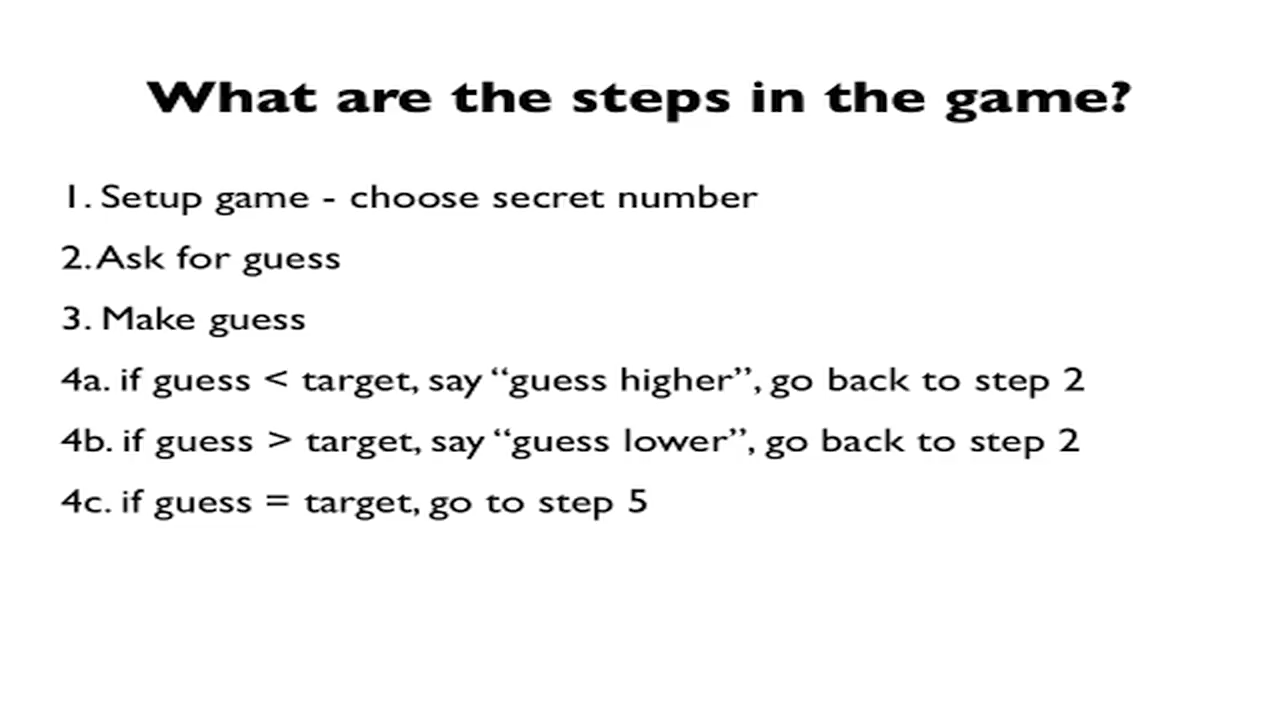 What are the steps in the game?
1. Setup game - choose secret number
2. Ask for guess
3. Make guess
4a. if guess < target, say “guess higher”, go back to step 2
4b. if guess > target, say “guess lower”, go back to step 2
4c. if guess = target, go to step 5